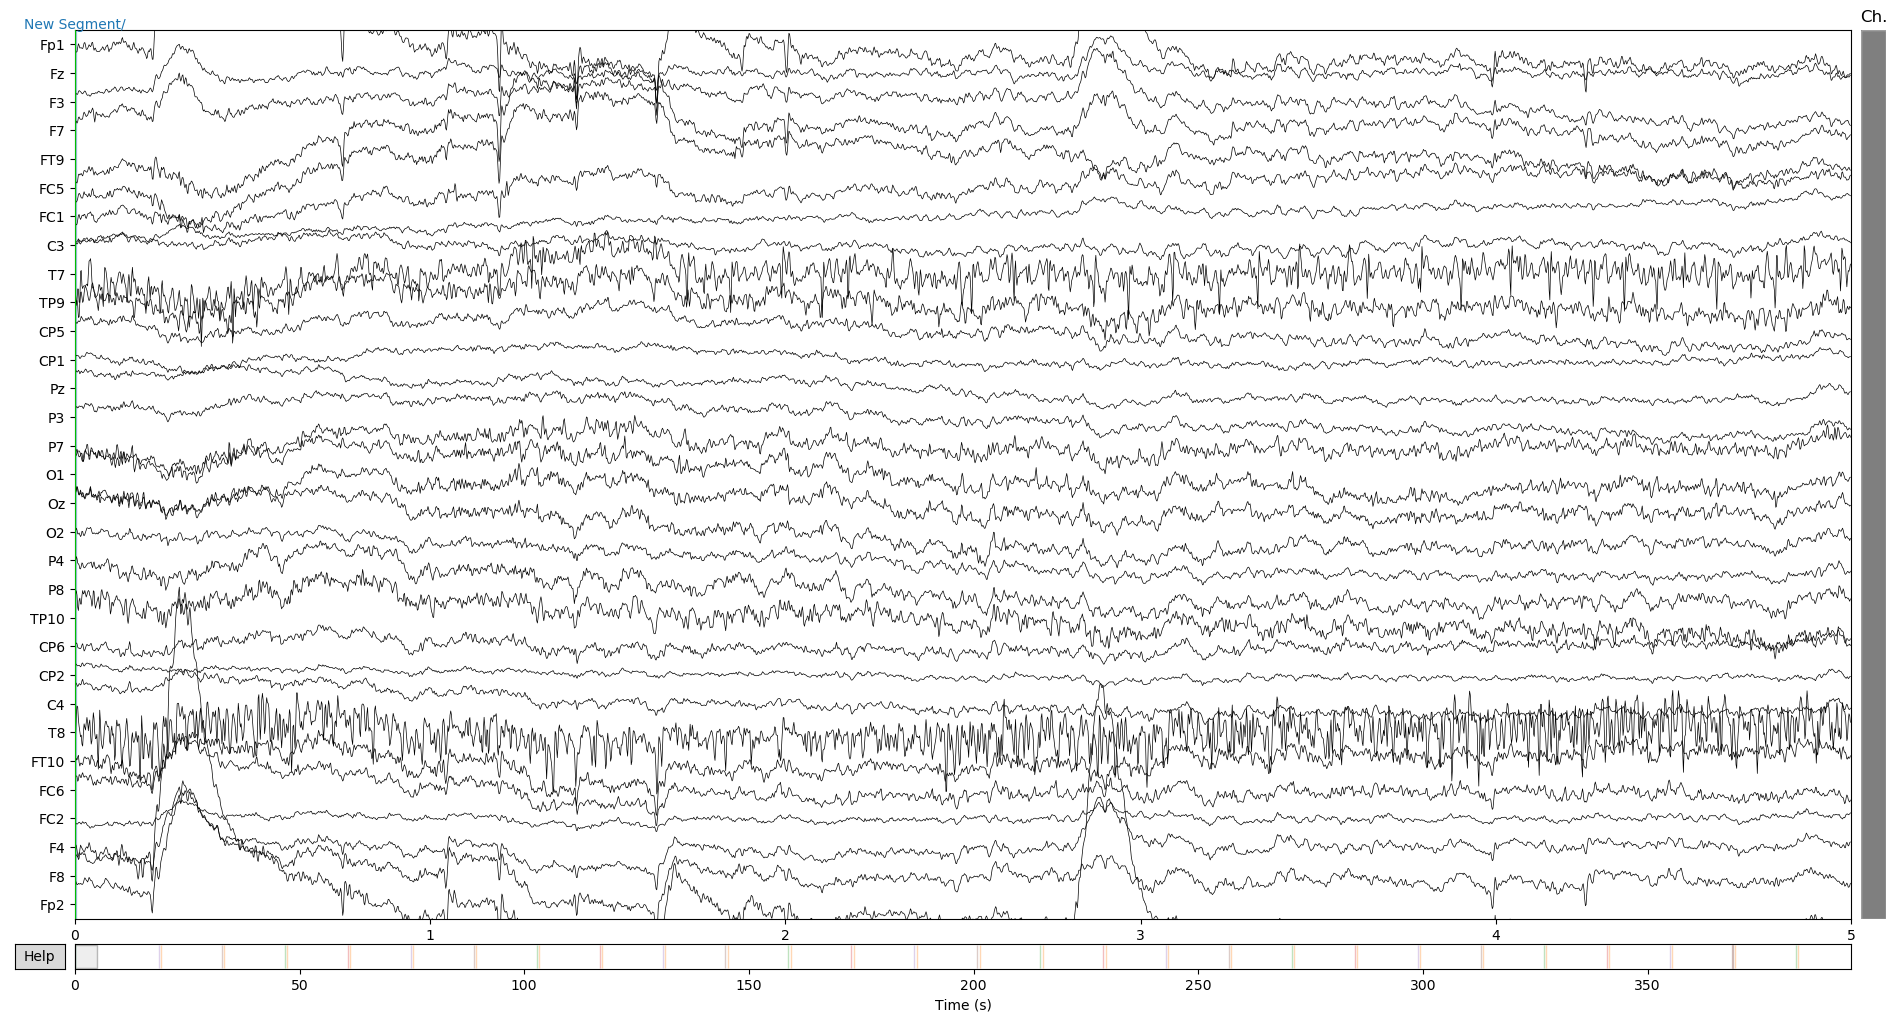 New Segment/
Ch.
Fp1
Fz
F3
F7
FT9
FC5
FC1
C3
T7
TP9
CP5
CP1
Pz
P3
P7
O1
Oz
O2
P4
P8
TP10
CP6
CP2
C4
T8
FT10
FC6
FC2
F4
F8
Fp2
0 1 2 3 4 5
Help
0 50 100 150 200 250 300 350
Time (s)